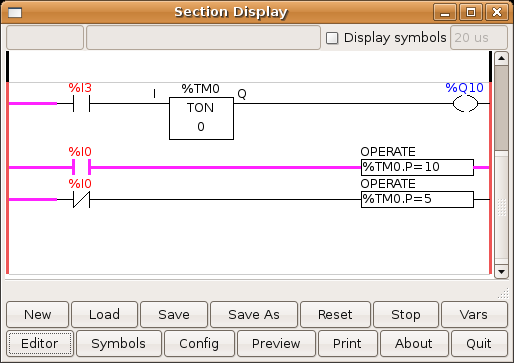 Section Display
Display symbols 20 us
%I3 %TM0 %Q10
I TON Q
0
%I0 OPERATE
%TM0.P=10
%I0 OPERATE
%TM0.P=5
New Load Save Save As Reset Stop Vars
Editor Symbols Config Preview Print About Quit